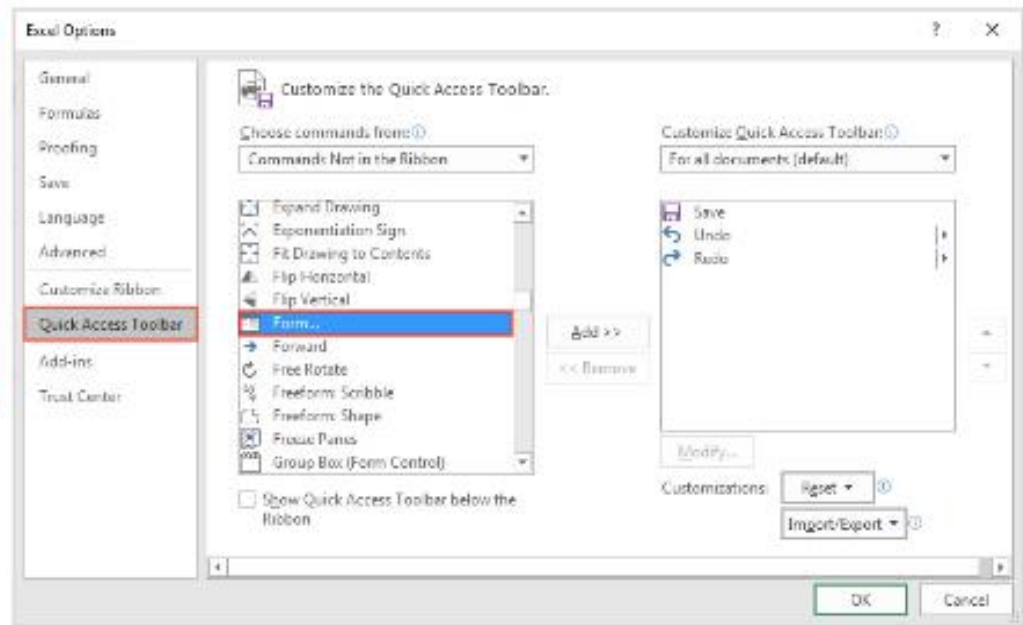 Excel Options
?
General
Formulas
Proofing
Save
Language
Advanced
Customize Ribbon
Quick Access Toolbar
Add-ins
Trust Center
Customize the Quick Access Toolbar.
Choose commands from:
Commands Not in the Ribbon
Expand Drawing
Exponentiation Sign
Fit Drawing to Contents
Flip Horizontal
Flip Vertical
Form...
Forward
Free Rotate
Freeform: Scribble
Freeform: Shape
Freeze Panes
Group Box (Form Control)
Show Quick Access Toolbar below the
Ribbon
Add >>
<< Remove
Customize Quick Access Toolbar:
For all documents (default)
Save
Undo
Redo
Modify...
Customizations:
Reset
Import/Export
OK
Cancel